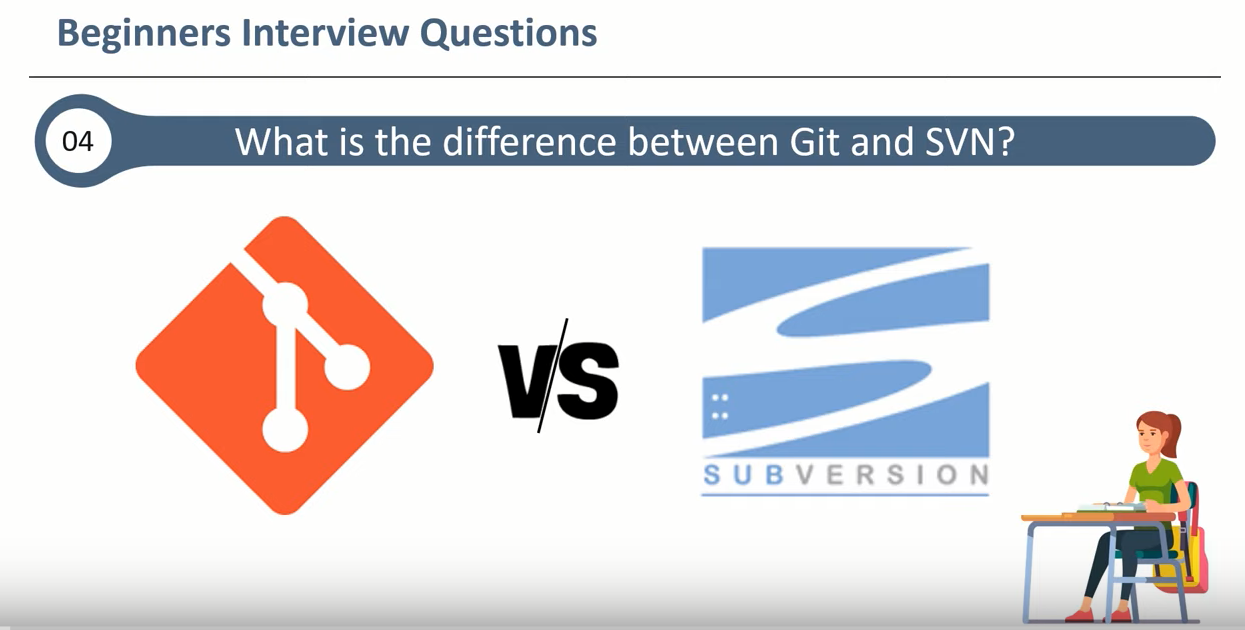 Beginners Interview Questions
04
What is the difference between Git and SVN?
VS
SUBVERSION